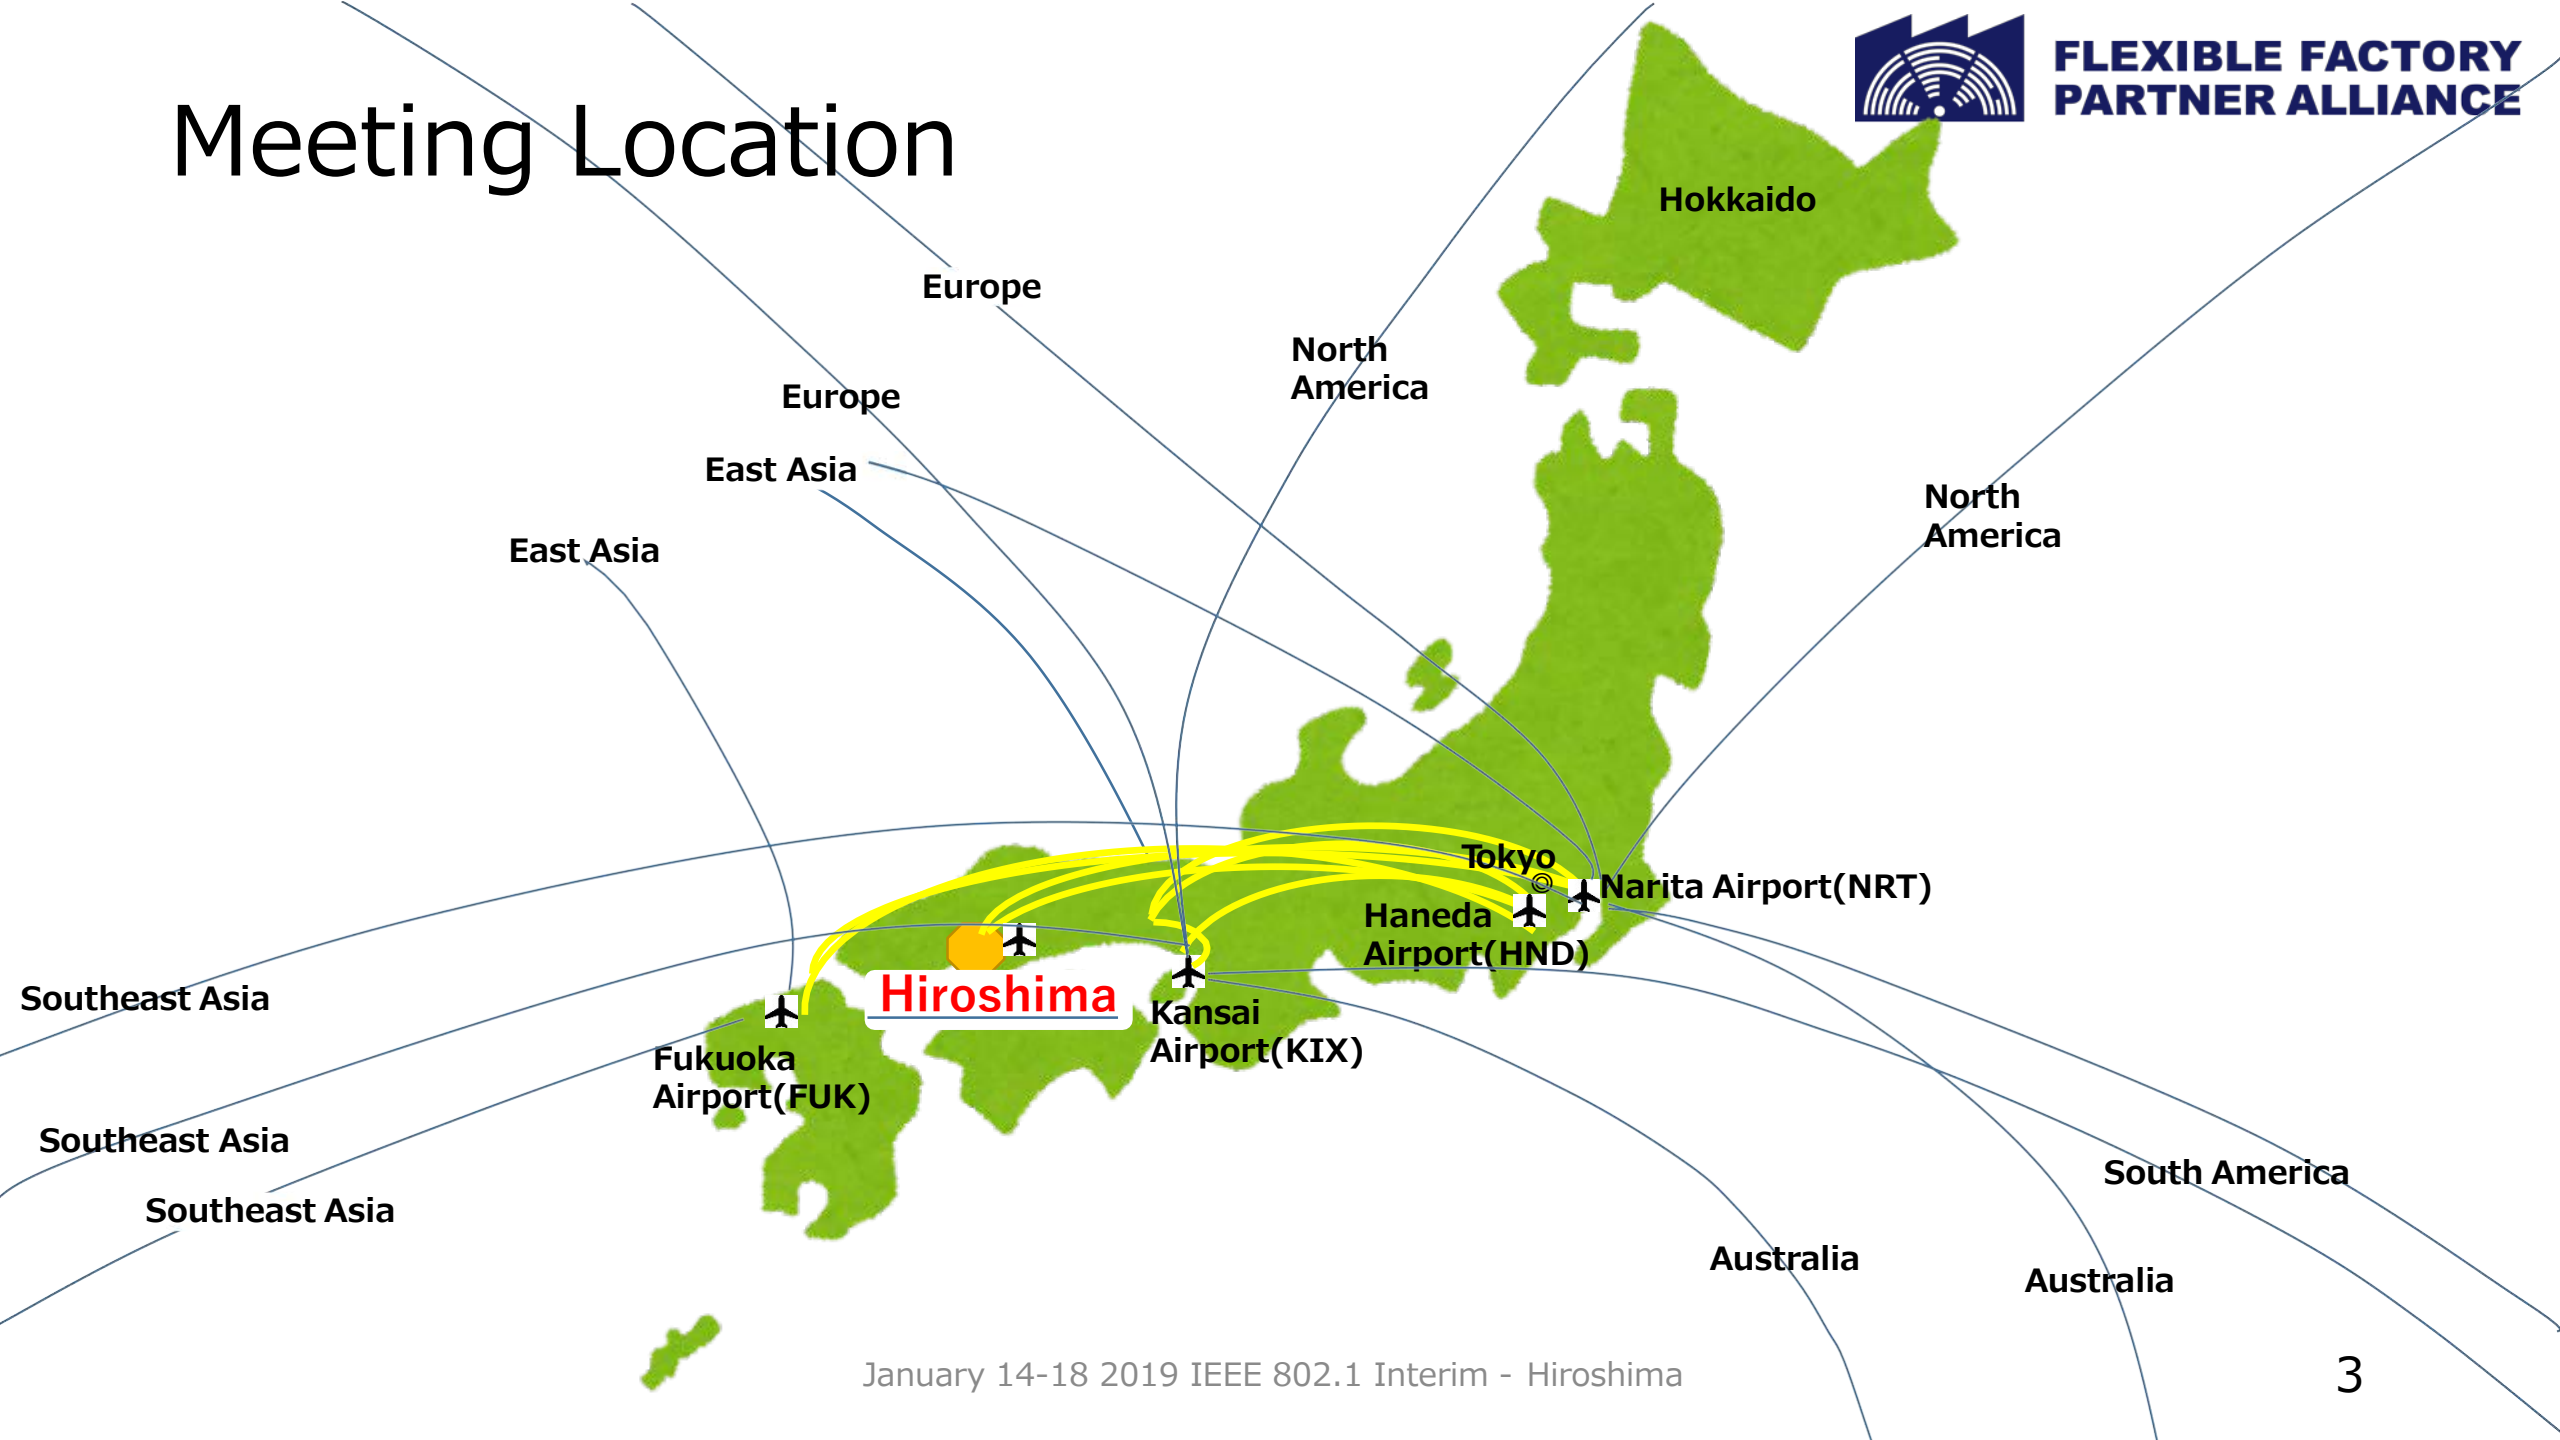 FLEXIBLE FACTORY
PARTNER ALLIANCE
Meeting Location
Hokkaido
Europe
North
America
Europe
East Asia
North
America
East Asia
Tokyo
Narita Airport(NRT)
Haneda
Airport(HND)
Hiroshima
Southeast Asia
Kansai
Airport(KIX)
Fukuoka
Airport(FUK)
Southeast Asia
South America
Southeast Asia
Australia
Australia
January 14-18 2019 IEEE 802.1 Interim - Hiroshima
3